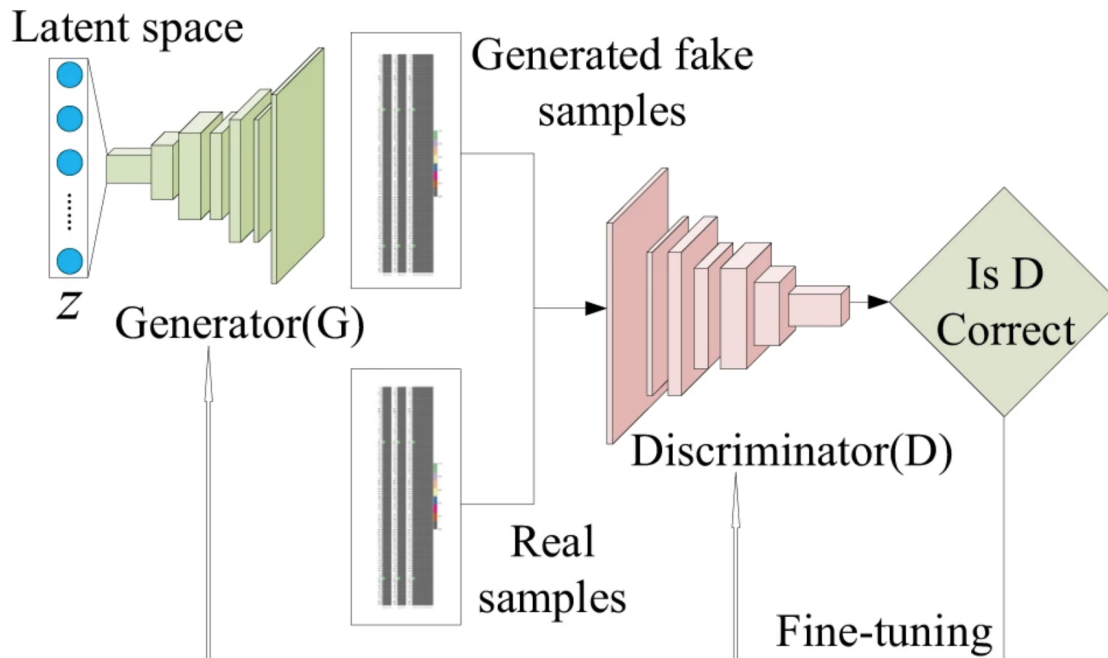 Latent space
Generated fake
samples
......
z
Generator(G)
Is D
Correct
Discriminator(D)
Real
samples
Fine-tuning